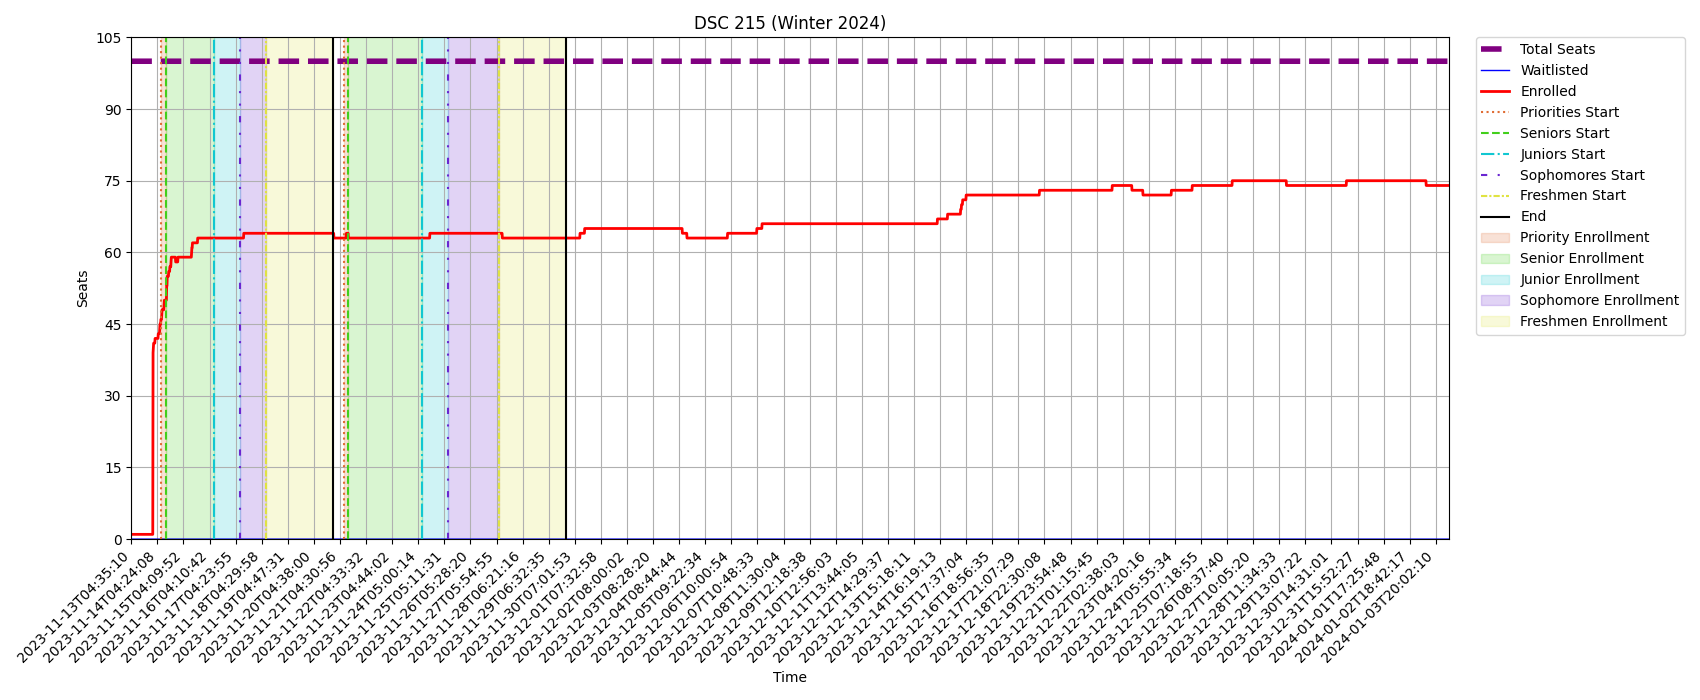 DSC 215 (Winter 2024)
105
90
75
60
45
30
15
0
Seats
2023-11-13T04:35:10
2023-11-14T04:24:08
2023-11-15T04:09:52
2023-11-16T04:10:42
2023-11-17T04:23:55
2023-11-18T04:29:58
2023-11-19T04:47:31
2023-11-20T04:38:00
2023-11-21T04:30:56
2023-11-22T04:33:32
2023-11-23T04:44:02
2023-11-24T05:00:14
2023-11-25T05:11:31
2023-11-26T05:28:20
2023-11-27T05:54:55
2023-11-28T06:21:16
2023-11-29T06:32:35
2023-11-30T07:01:53
2023-12-01T07:32:58
2023-12-02T08:00:02
2023-12-03T08:28:20
2023-12-04T08:44:44
2023-12-05T09:22:34
2023-12-06T10:00:54
2023-12-07T10:48:33
2023-12-08T11:30:04
2023-12-09T12:18:38
2023-12-10T12:56:03
2023-12-11T13:44:05
2023-12-12T14:29:37
2023-12-13T15:18:11
2023-12-14T16:19:13
2023-12-15T17:37:04
2023-12-16T18:56:35
2023-12-17T21:07:29
2023-12-18T22:30:08
2023-12-19T23:54:48
2023-12-21T01:15:45
2023-12-22T02:38:03
2023-12-23T04:20:16
2023-12-24T05:55:34
2023-12-25T07:18:55
2023-12-26T08:37:40
2023-12-27T10:05:20
2023-12-28T11:34:33
2023-12-29T13:07:22
2023-12-30T14:31:01
2023-12-31T15:52:27
2024-01-01T17:25:48
2024-01-02T18:42:17
2024-01-03T20:02:10
Time
Total Seats
Waitlisted
Enrolled
Priorities Start
Seniors Start
Juniors Start
Sophomores Start
Freshmen Start
End
Priority Enrollment
Senior Enrollment
Junior Enrollment
Sophomore Enrollment
Freshmen Enrollment